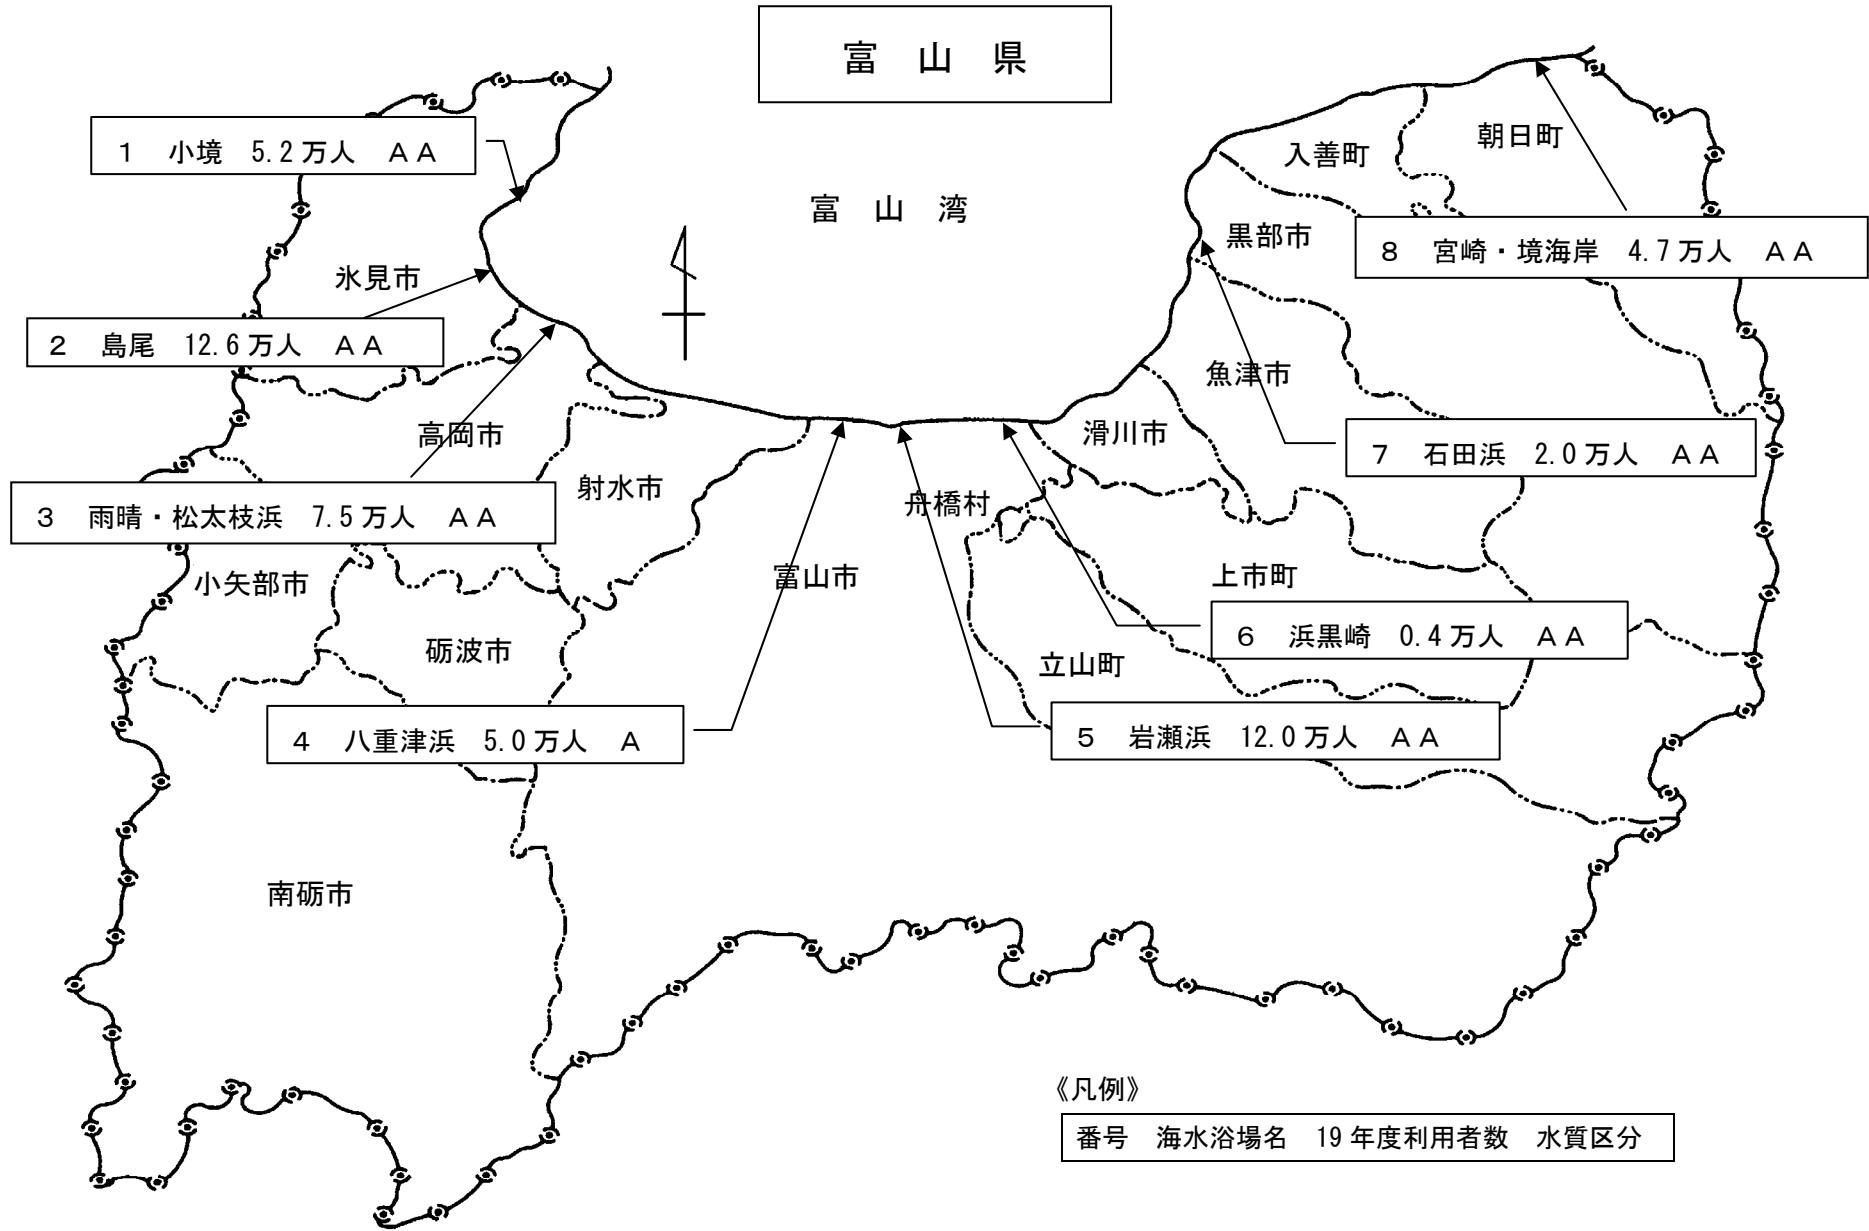 富 山 県
1 小境 5.2万人 AA
朝日町
入善町
富 山 湾
黒部市
8 宮崎・境海岸 4.7万人 AA
氷見市
2 島尾 12.6万人 AA
魚津市
高岡市
滑川市
7 石田浜 2.0万人 AA
射水市
舟橋村
3 雨晴・松太枝浜 7.5万人 AA
小矢部市
富山市
上市町
6 浜黒崎 0.4万人 AA
砺波市
立山町
4 八重津浜 5.0万人 A
5 岩瀬浜 12.0万人 AA
南砺市
《凡例》
番号 海水浴場名 19年度利用者数 水質区分